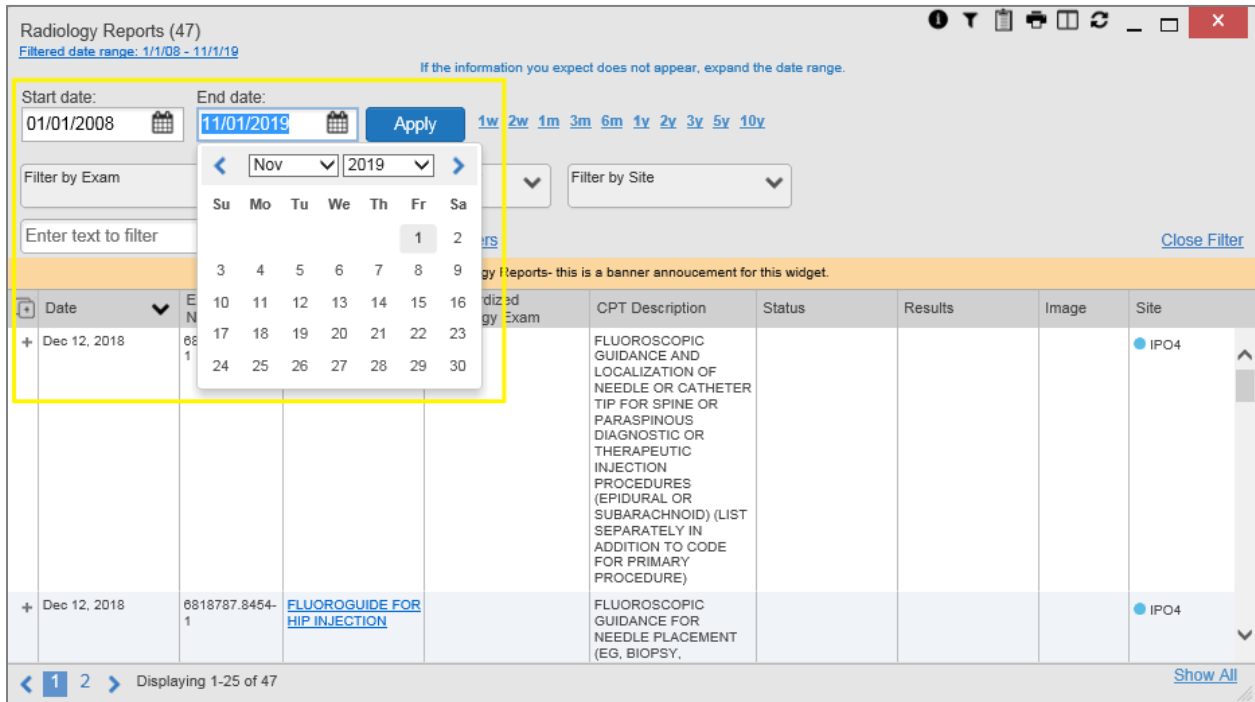 Radiology Reports (47)
Filtered date range: 1/1/08 - 11/1/19
If the information you expect does not appear, expand the date range.
Start date:
End date:
01/01/2008
11/01/2019
Apply
1w 2w 1m 3m 6m 1y 2y 3y 5y 10y
Nov 2019
Su Mo Tu We Th Fr Sa
1 2
3 4 5 6 7 8 9
10 11 12 13 14 15 16
17 18 19 20 21 22 23
24 25 26 27 28 29 30
Filter by Exam
Filter by Site
Enter text to filter
Close Filter
Reports- this is a banner annoucement for this widget.
Date
CPT Description
Status
Results
Image
Site
Exam
Dec 12, 2018
FLUOROSCOPIC
GUIDANCE AND
LOCALIZATION OF
NEEDLE OR CATHETER
TIP FOR SPINE OR
PARASPINOUS
DIAGNOSTIC OR
THERAPEUTIC
INJECTION
PROCEDURES
(EPIDURAL OR
SUBARACHNOID) (LIST
SEPARATELY IN
ADDITION TO CODE
FOR PRIMARY
PROCEDURE)
IPO4
Dec 12, 2018
6818787.8454-
1
FLUOROGUIDE FOR
HIP INJECTION
FLUOROSCOPIC
GUIDANCE FOR
NEEDLE PLACEMENT
(EG, BIOPSY,
IPO4
1 2 Displaying 1-25 of 47
Show All